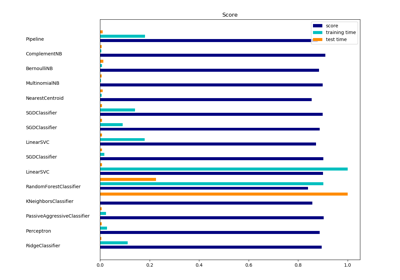 Score
score
training time
test time
Pipeline
ComplementNB
BernoulliNB
MultinomialNB
NearestCentroid
SGDClassifier
SGDClassifier
LinearSVC
SGDClassifier
LinearSVC
RandomForestClassifier
KNeighborsClassifier
PassiveAggressiveClassifier
Perceptron
RidgeClassifier
0.0 0.2 0.4 0.6 0.8 1.0